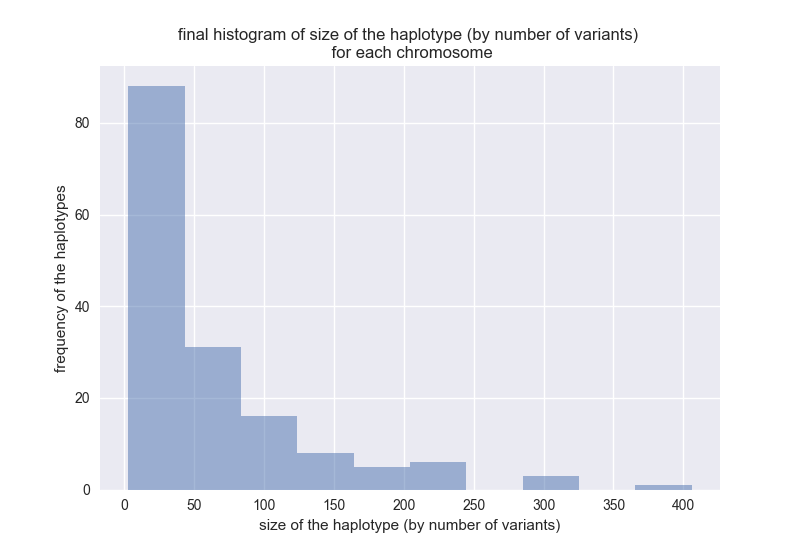 final histogram of size of the haplotype (by number of variants)
for each chromosome
frequency of the haplotypes
80
60
40
20
0
0 50 100 150 200 250 300 350 400
size of the haplotype (by number of variants)